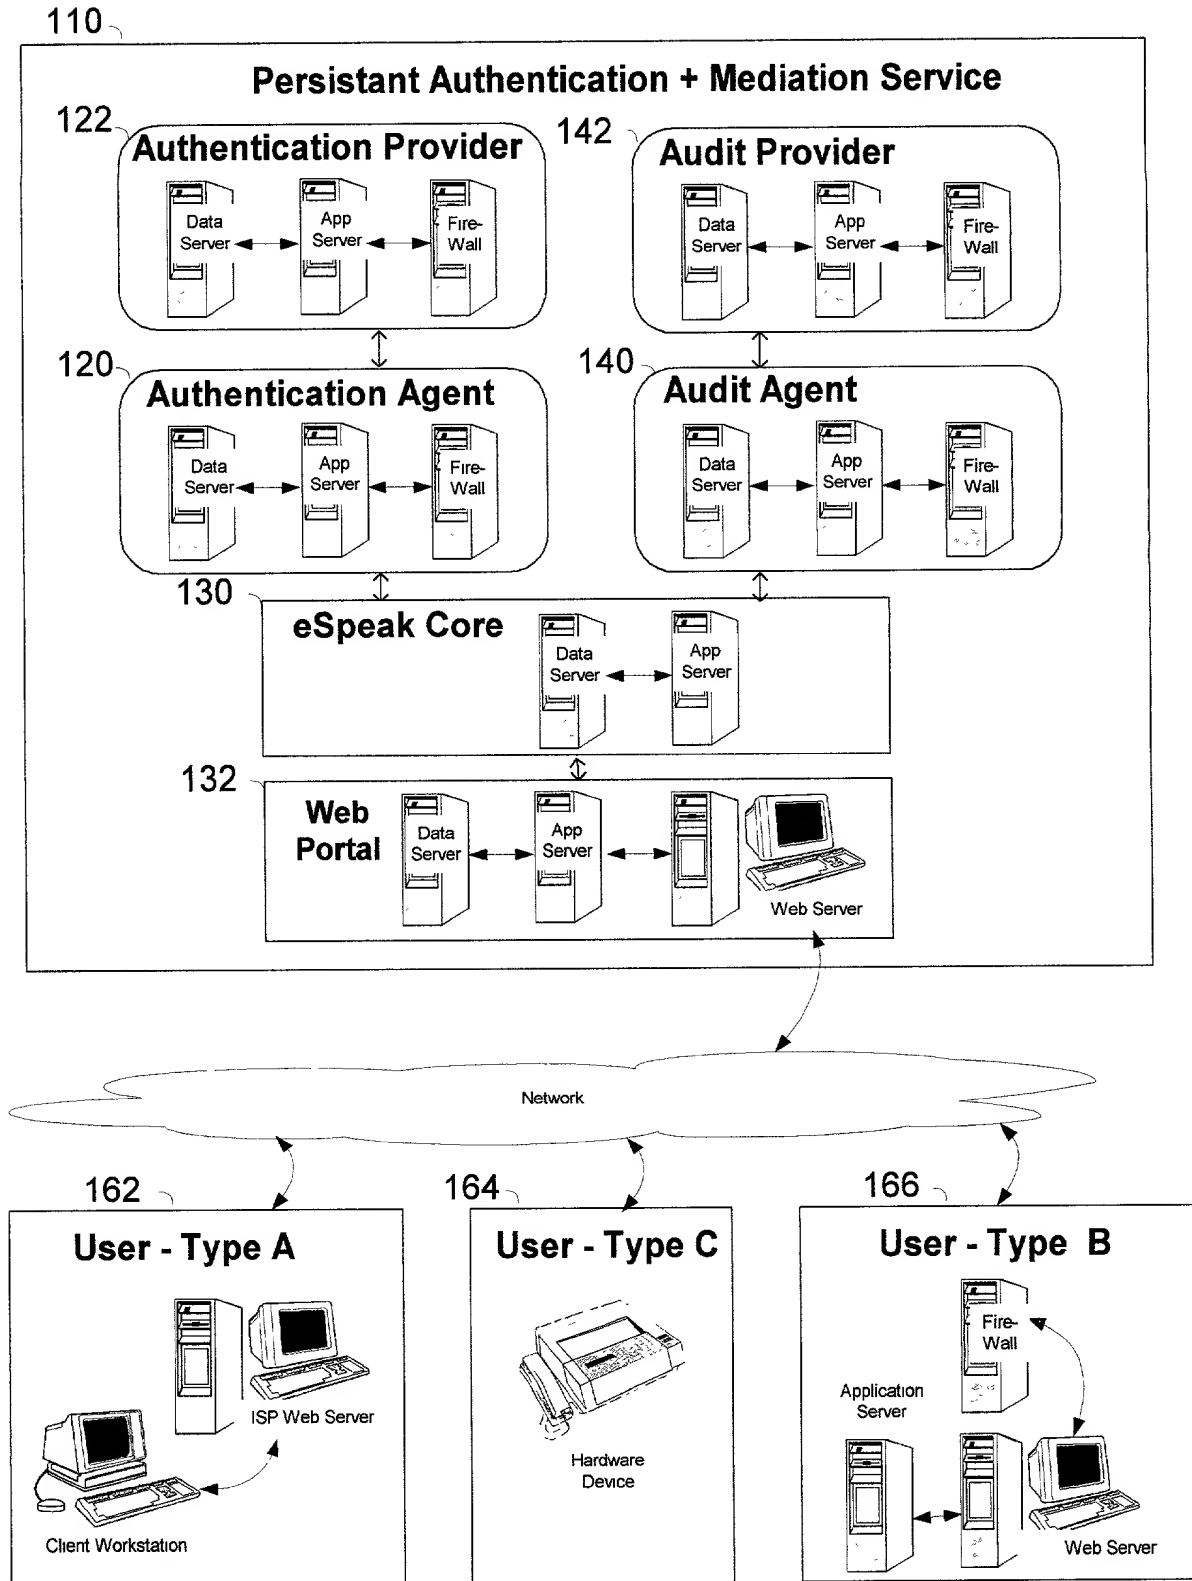 110
Persistant Authentication + Mediation Service
122
Authentication Provider
Data
Server
App
Server
Fire-
Wall
142
Audit Provider
Data
Server
App
Server
Fire-
Wall
120
Authentication Agent
Data
Server
App
Server
Fire-
Wall
140
Audit Agent
Data
Server
App
Server
Fire-
Wall
130
eSpeak Core
Data
Server
App
Server
132
Web
Portal
Data
Server
App
Server
Web Server
Network
162
User - Type A
ISP Web Server
Client Workstation
164
User - Type C
Hardware
Device
166
User - Type B
Fire-
Wall
Application
Server
Web Server